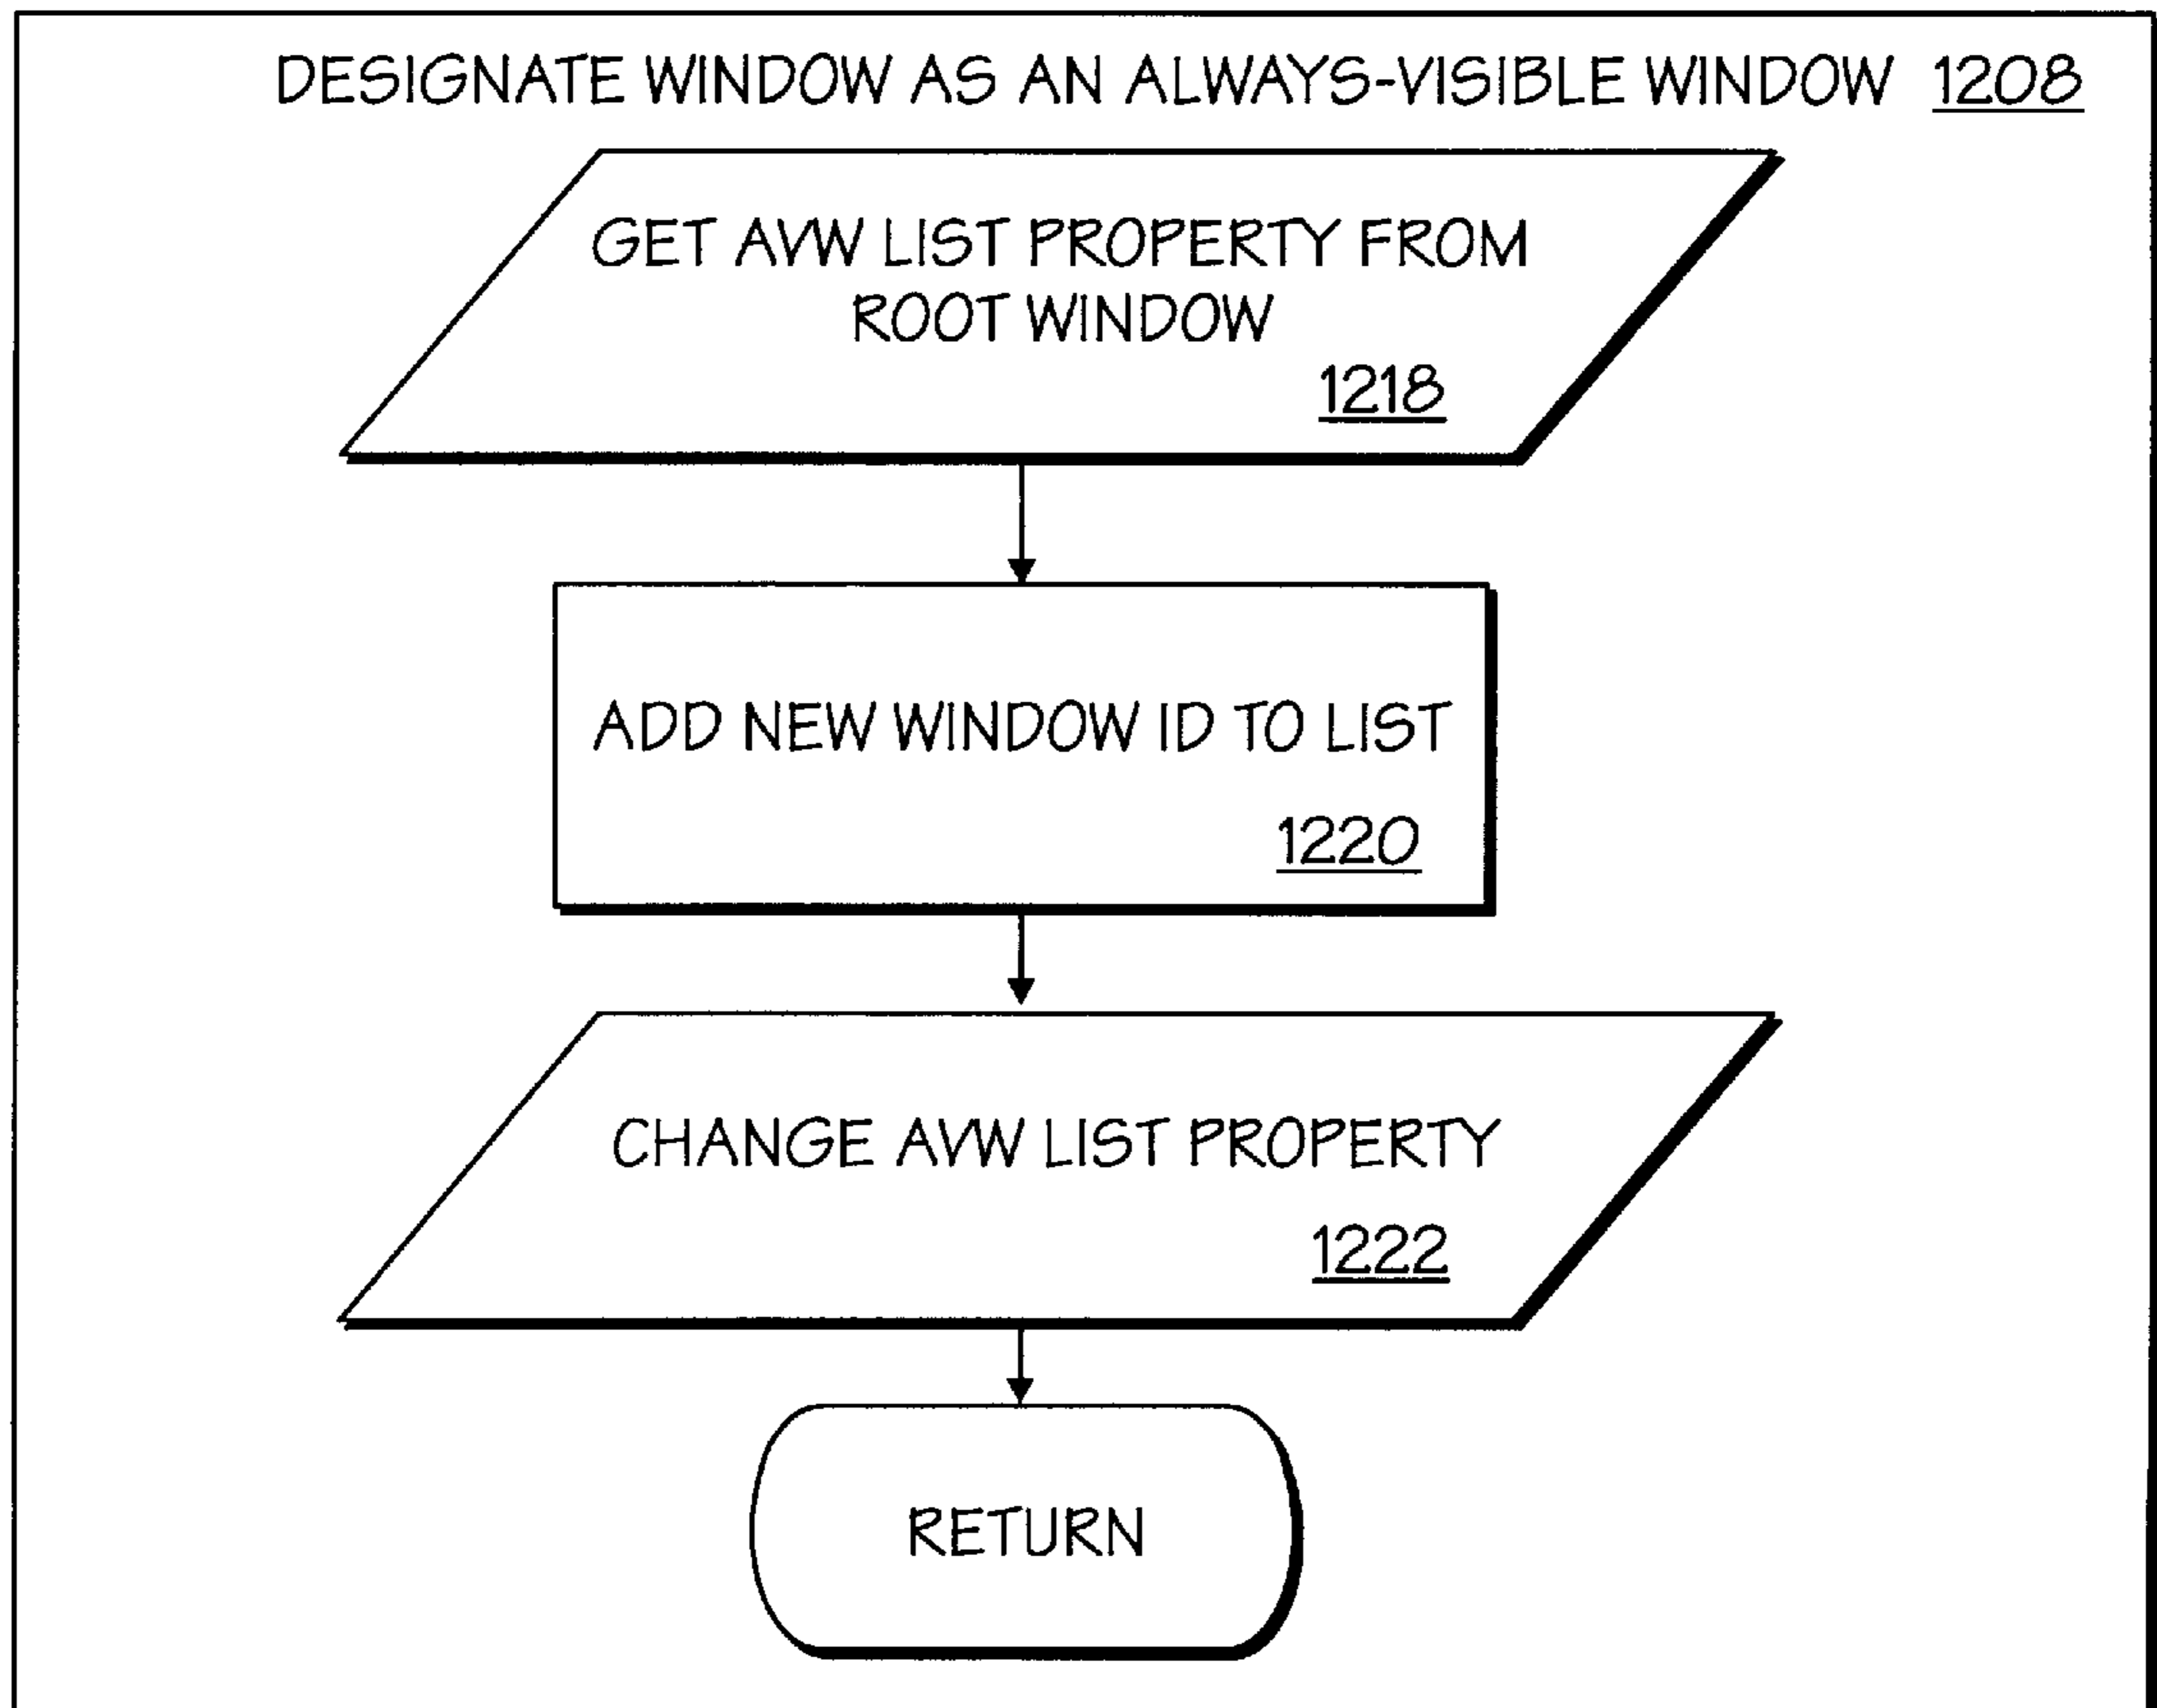 DESIGNATE WINDOW AS AN ALWAYS-VISIBLE WINDOW 1208
GET AVW LIST PROPERTY FROM
ROOT WINDOW
1218
ADD NEW WINDOW ID TO LIST
1220
CHANGE AVW LIST PROPERTY
1222
RETURN